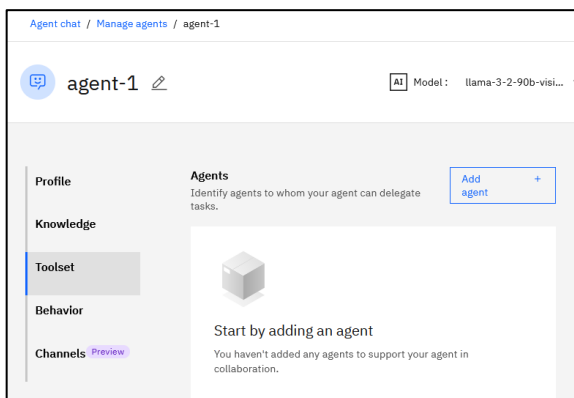 Agent chat / Manage agents / agent-1
agent-1
AI Model: llama-3-2-90b-visi...
Profile
Knowledge
Toolset
Behavior
Channels Preview
Agents
Identify agents to whom your agent can delegate
tasks.
Add
agent +
Start by adding an agent
You haven't added any agents to support your agent in
collaboration.